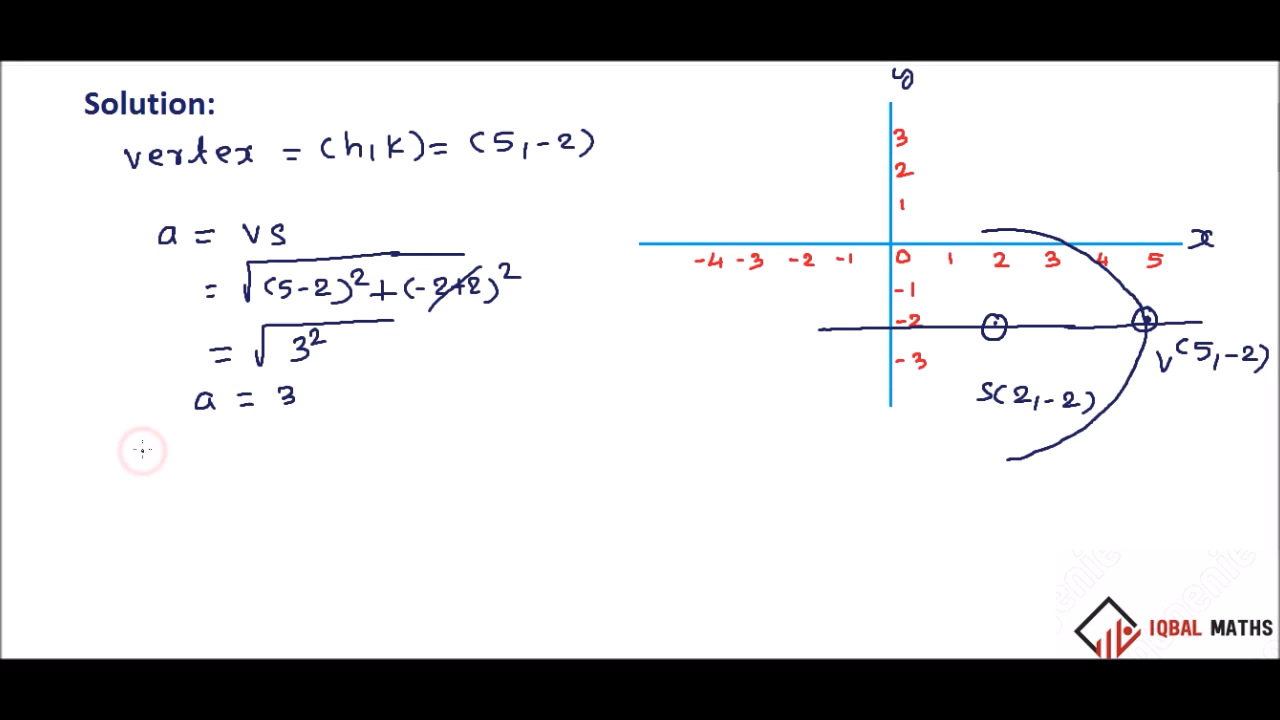 Solution:
vertex = (h, k) = (5, -2)
a = VS
= √(5-2)² + (-2+2)²
= √3²
a = 3
y
3
2
1
x
-4 -3 -2 -1 0 1 2 3 4 5
-1
-2
-3
V(5, -2)
S(2, -2)
IQBAL MATHS